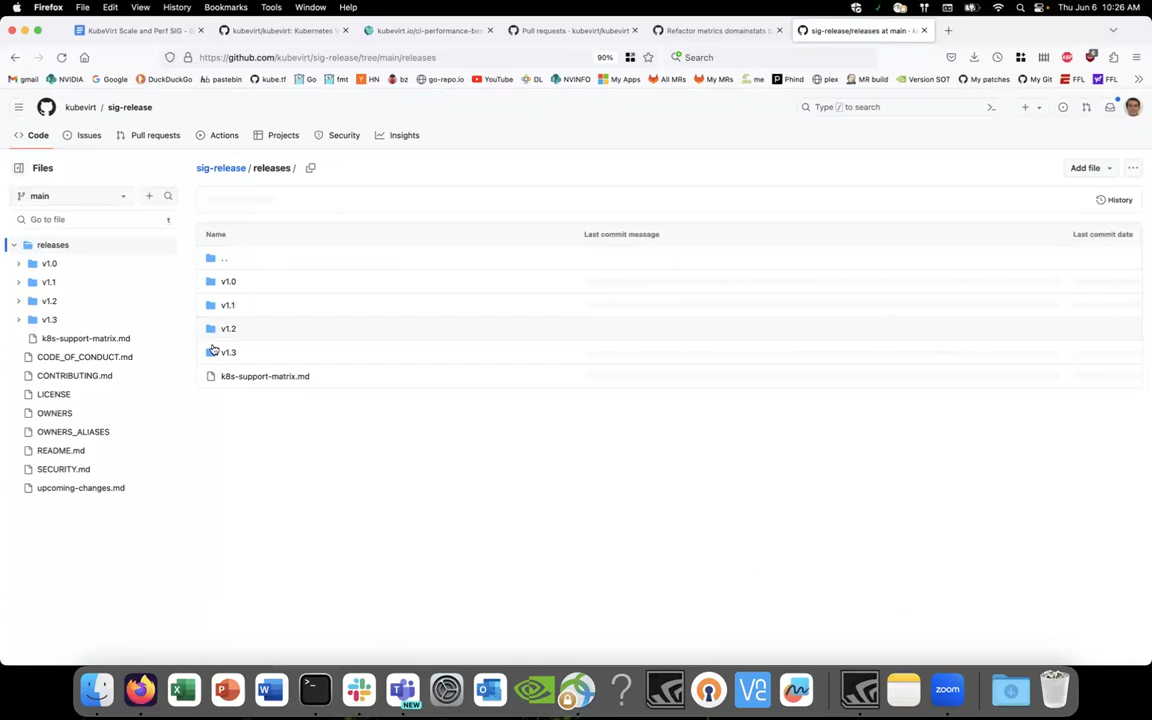 Firefox File Edit View History Bookmarks Tools Window Help Thu Jun 6 10:26 AM
KubeVirt Scale and Perf SIG - kubevirt/kubevirt: Kubernetes kubevirt.io/ci-performance-ben Pull requests · kubevirt/kubevirt Refactor metrics domainstats sig-release/releases at main · k
https://github.com/kubevirt/sig-release/tree/main/releases 90% Search
gmail NVIDIA Google DuckDuckGo pastebin kube.tf Go fmt HN bz go-repo.io YouTube DL NVINFO My Apps All MRs My MRs me Phind plex MR build Version SOT My patches My Git FFL FFL
kubevirt / sig-release Type / to search
Code Issues Pull requests Actions Projects Security Insights
Files sig-release / releases / Add file
main
History
Go to file t
Name Last commit message Last commit date
releases
..
v1.0
v1.1
v1.2
v1.3
k8s-support-matrix.md
CODE_OF_CONDUCT.md
CONTRIBUTING.md
LICENSE
OWNERS
OWNERS_ALIASES
README.md
SECURITY.md
upcoming-changes.md
v1.0
v1.1
v1.2
v1.3
k8s-support-matrix.md
NEW
zoom